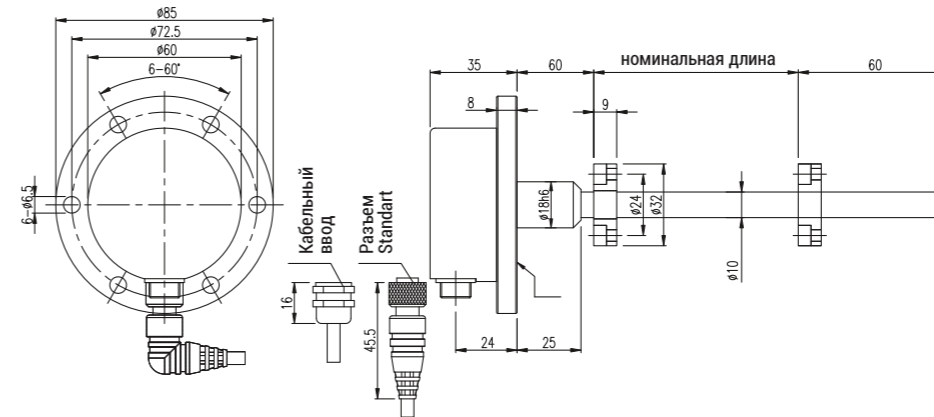 ø85
ø72.5
ø60
6-60°
6-ø6.5
Кабельный
ввод
16
Разъем
Standart
45.5
35
60
номинальная длина
60
8
9
ø18h6
ø24
ø32
ø10
24
25